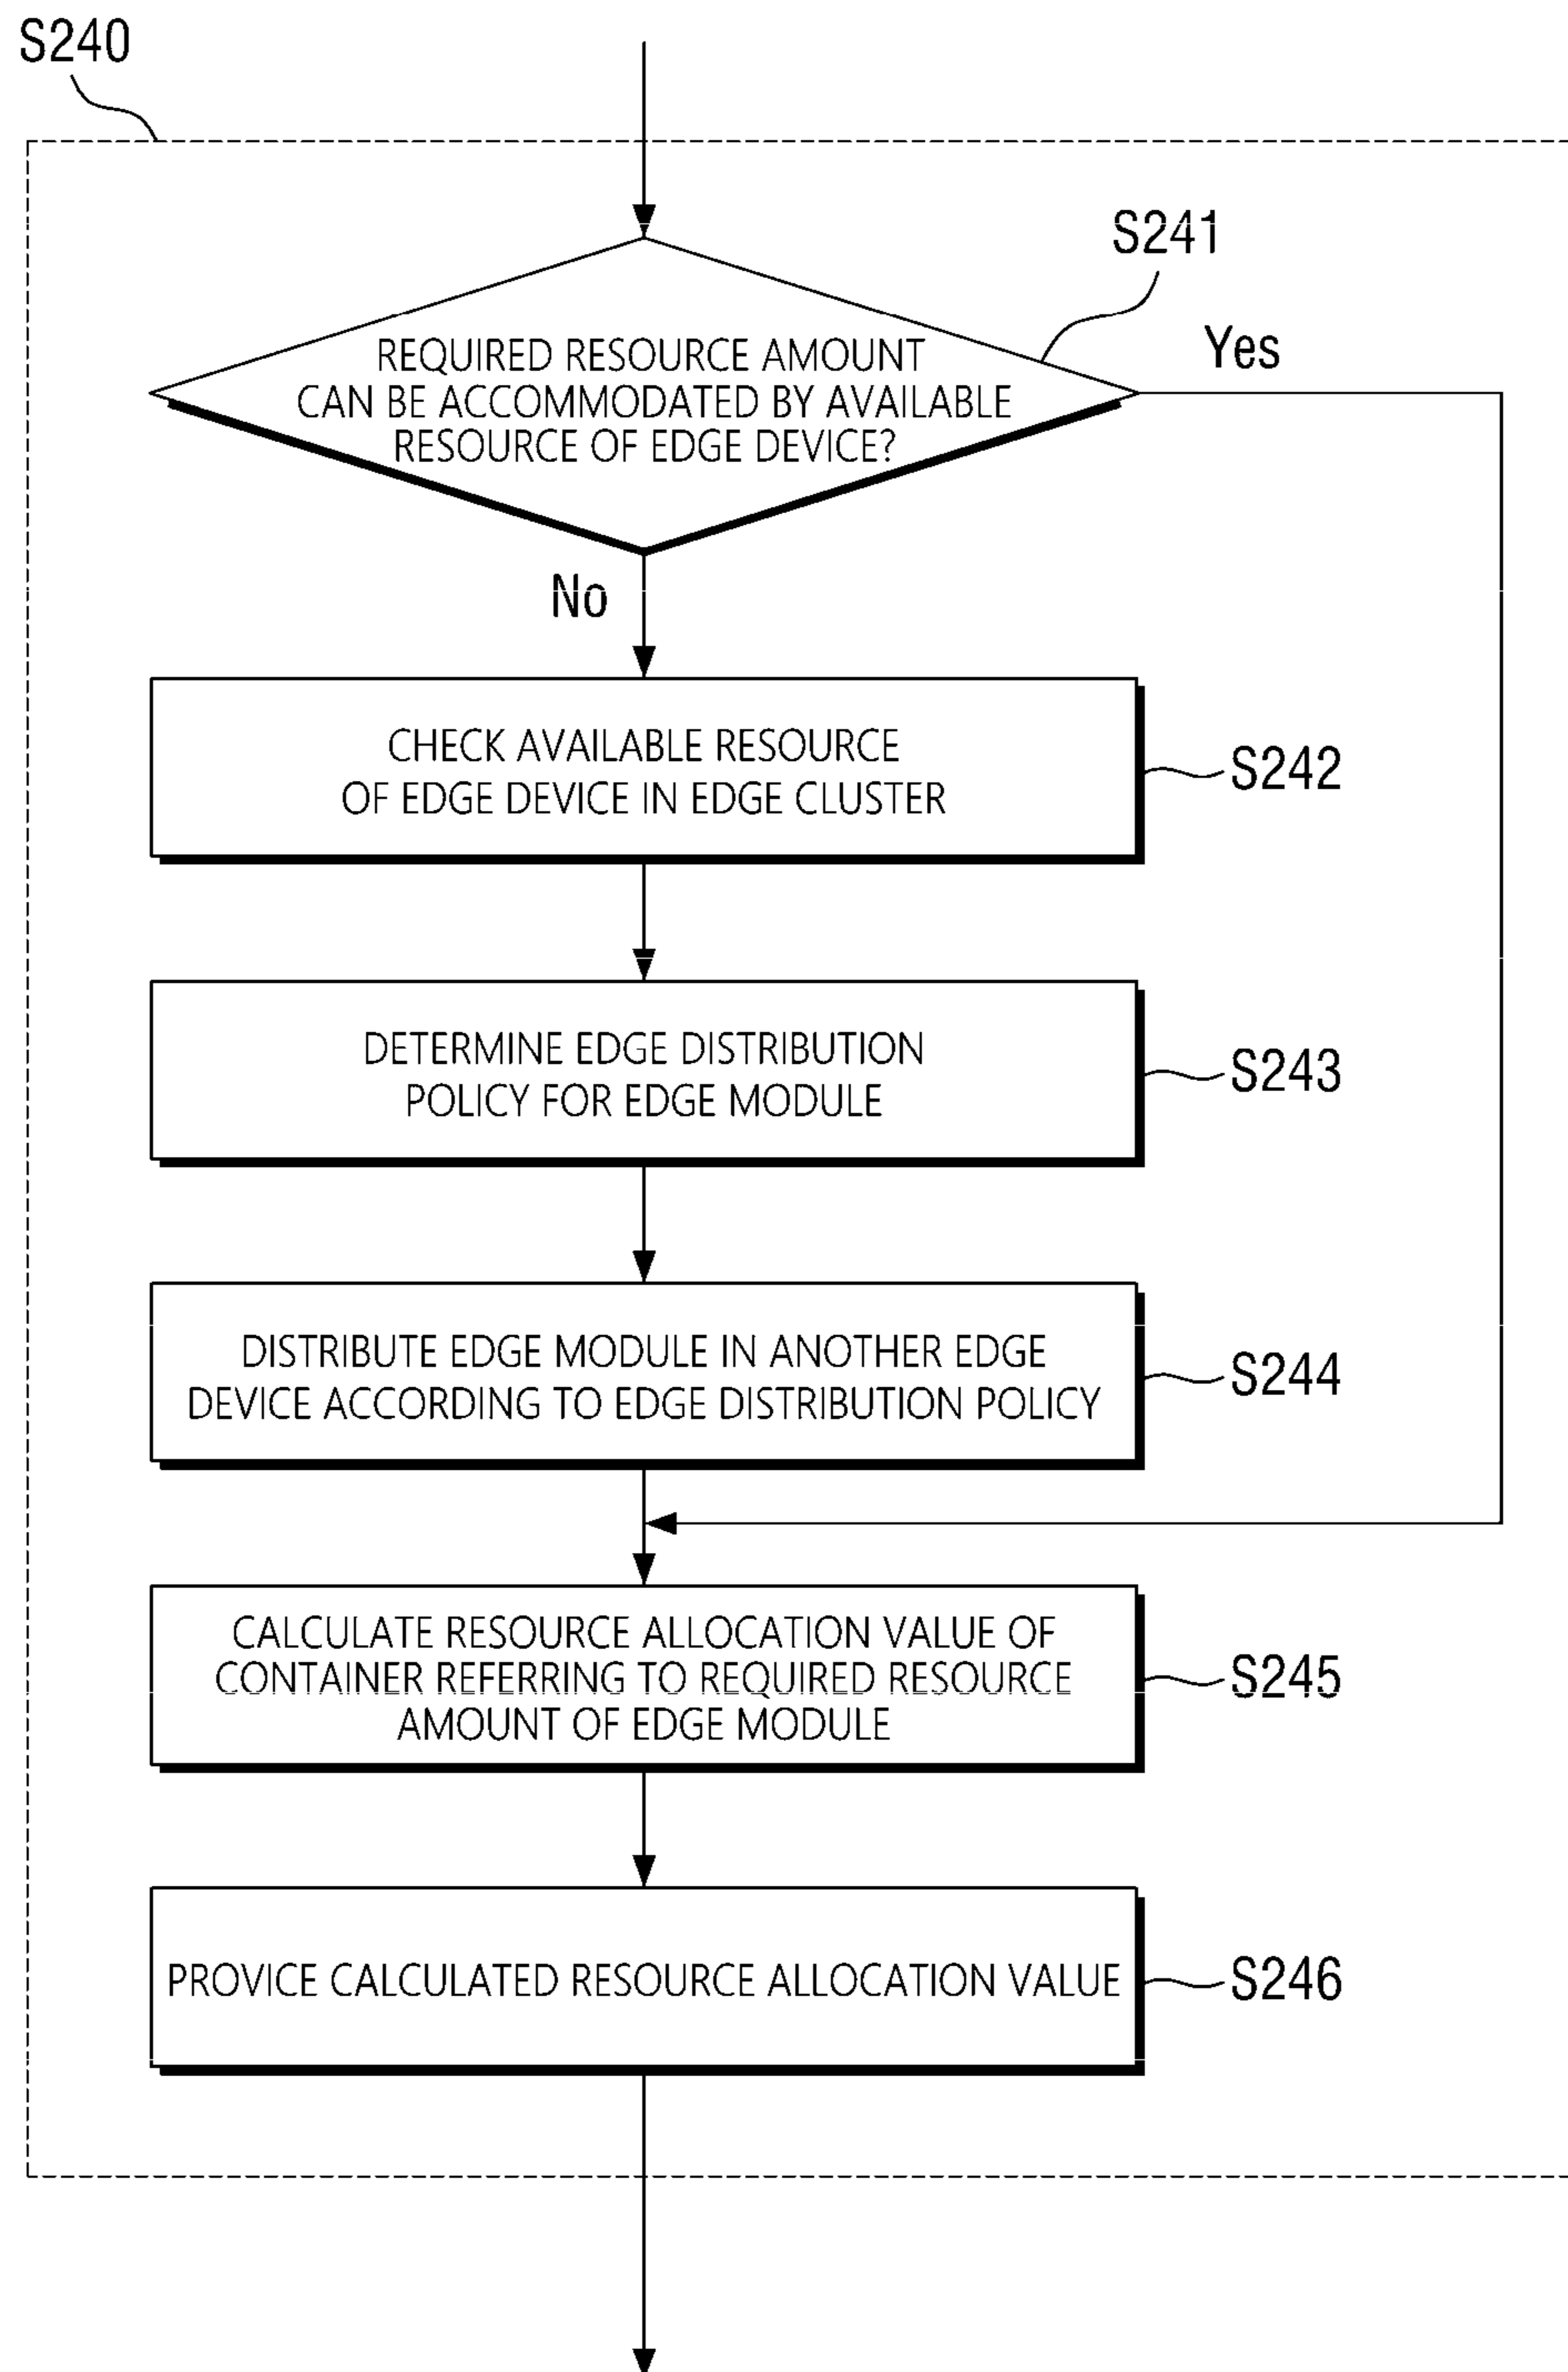 S240
S241
REQUIRED RESOURCE AMOUNT
CAN BE ACCOMMODATED BY AVAILABLE
RESOURCE OF EDGE DEVICE?
Yes
No
CHECK AVAILABLE RESOURCE
OF EDGE DEVICE IN EDGE CLUSTER
S242
DETERMINE EDGE DISTRIBUTION
POLICY FOR EDGE MODULE
S243
DISTRIBUTE EDGE MODULE IN ANOTHER EDGE
DEVICE ACCORDING TO EDGE DISTRIBUTION POLICY
S244
CALCULATE RESOURCE ALLOCATION VALUE OF
CONTAINER REFERRING TO REQUIRED RESOURCE
AMOUNT OF EDGE MODULE
S245
PROVICE CALCULATED RESOURCE ALLOCATION VALUE
S246